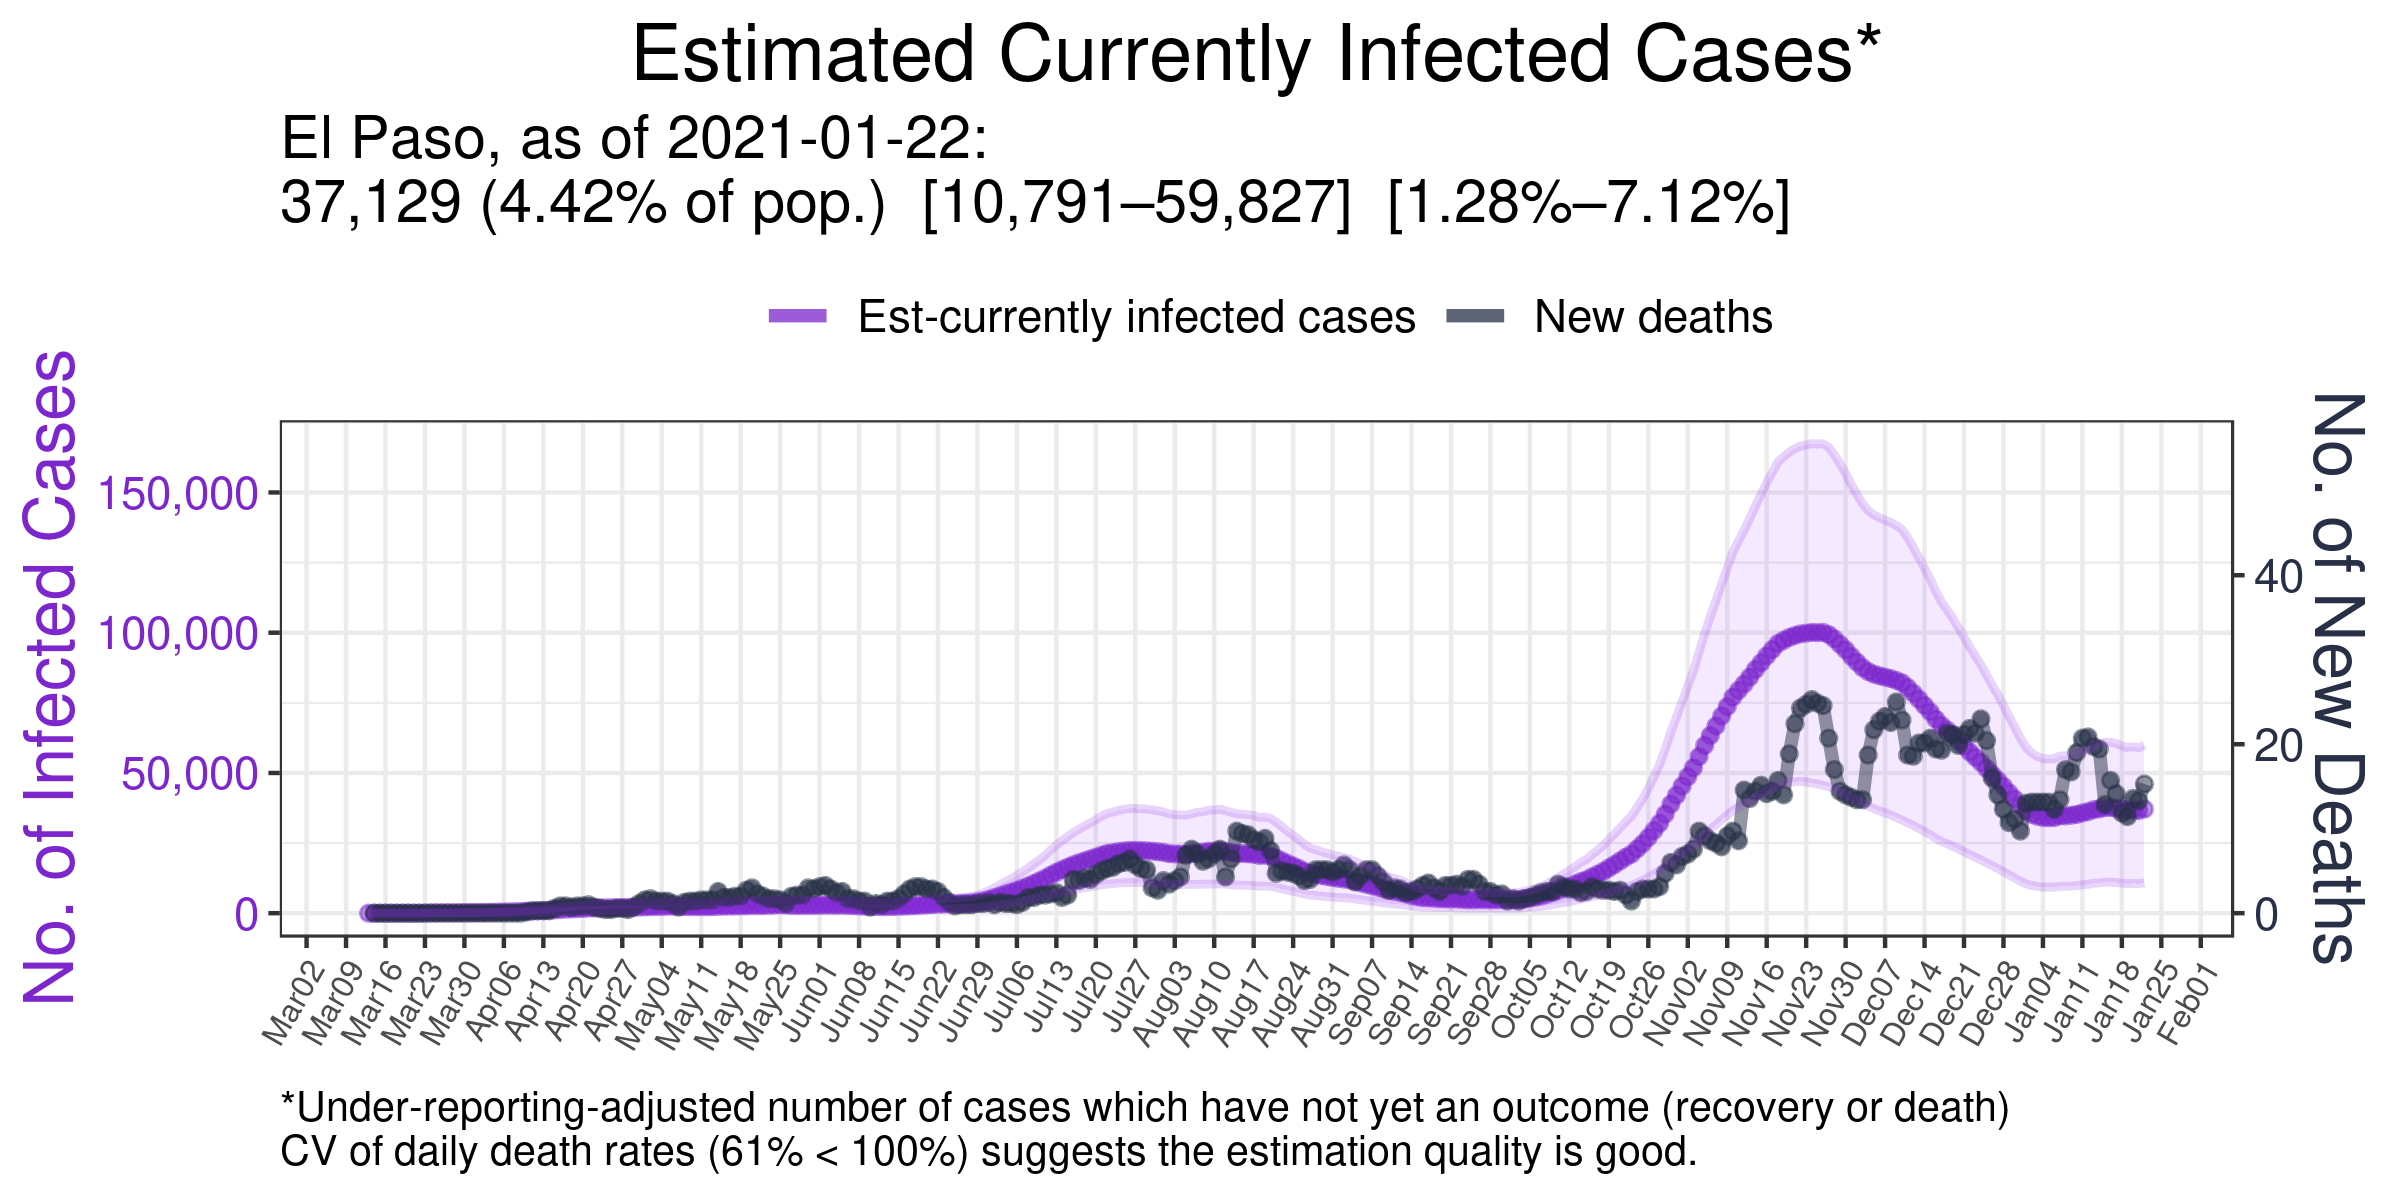 Estimated Currently Infected Cases*
El Paso, as of 2021-01-22:
37,129 (4.42% of pop.)  [10,791–59,827]  [1.28%–7.12%]
Est-currently infected cases
New deaths
No. of Infected Cases
150,000
100,000
50,000
0
No. of New Deaths
40
20
0
Mar02
Mar09
Mar16
Mar23
Mar30
Apr06
Apr13
Apr20
Apr27
May04
May11
May18
May25
Jun01
Jun08
Jun15
Jun22
Jun29
Jul06
Jul13
Jul20
Jul27
Aug03
Aug10
Aug17
Aug24
Aug31
Sep07
Sep14
Sep21
Sep28
Oct05
Oct12
Oct19
Oct26
Nov02
Nov09
Nov16
Nov23
Nov30
Dec07
Dec14
Dec21
Dec28
Jan04
Jan11
Jan18
Jan25
Feb01
*Under-reporting-adjusted number of cases which have not yet an outcome (recovery or death)
CV of daily death rates (61% < 100%) suggests the estimation quality is good.